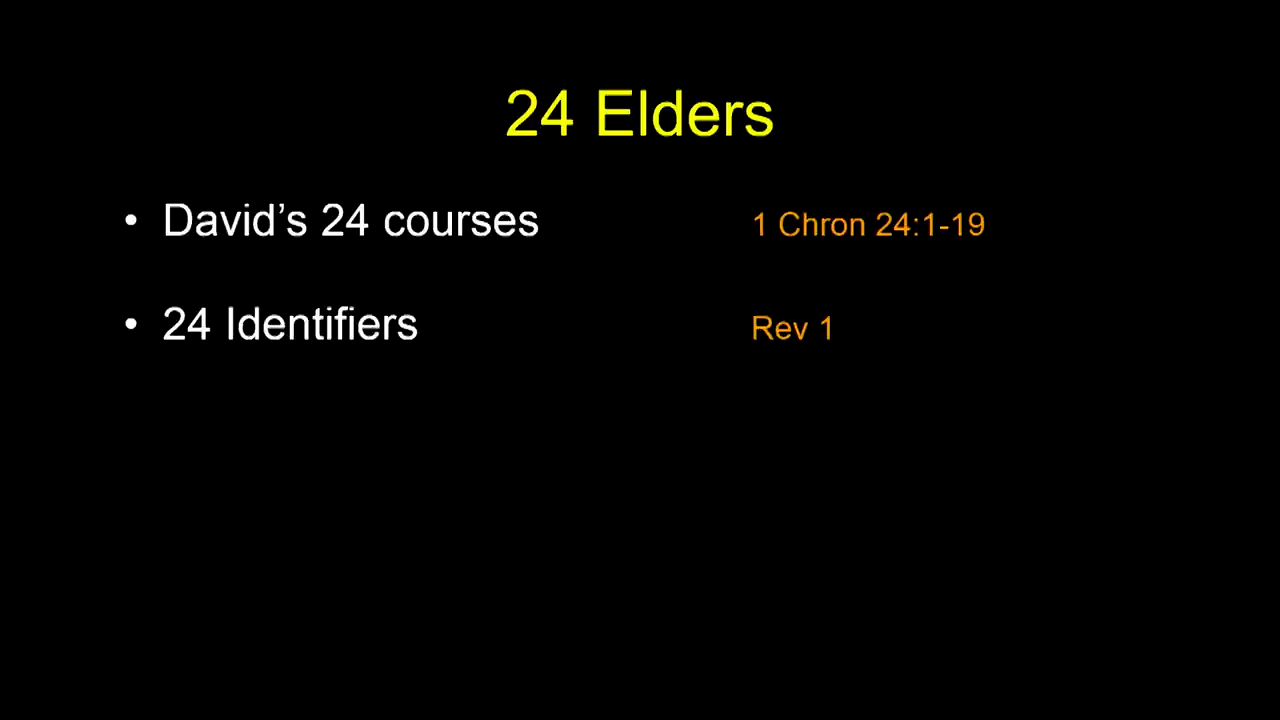 24 Elders
• David’s 24 courses 1 Chron 24:1-19
• 24 Identifiers Rev 1